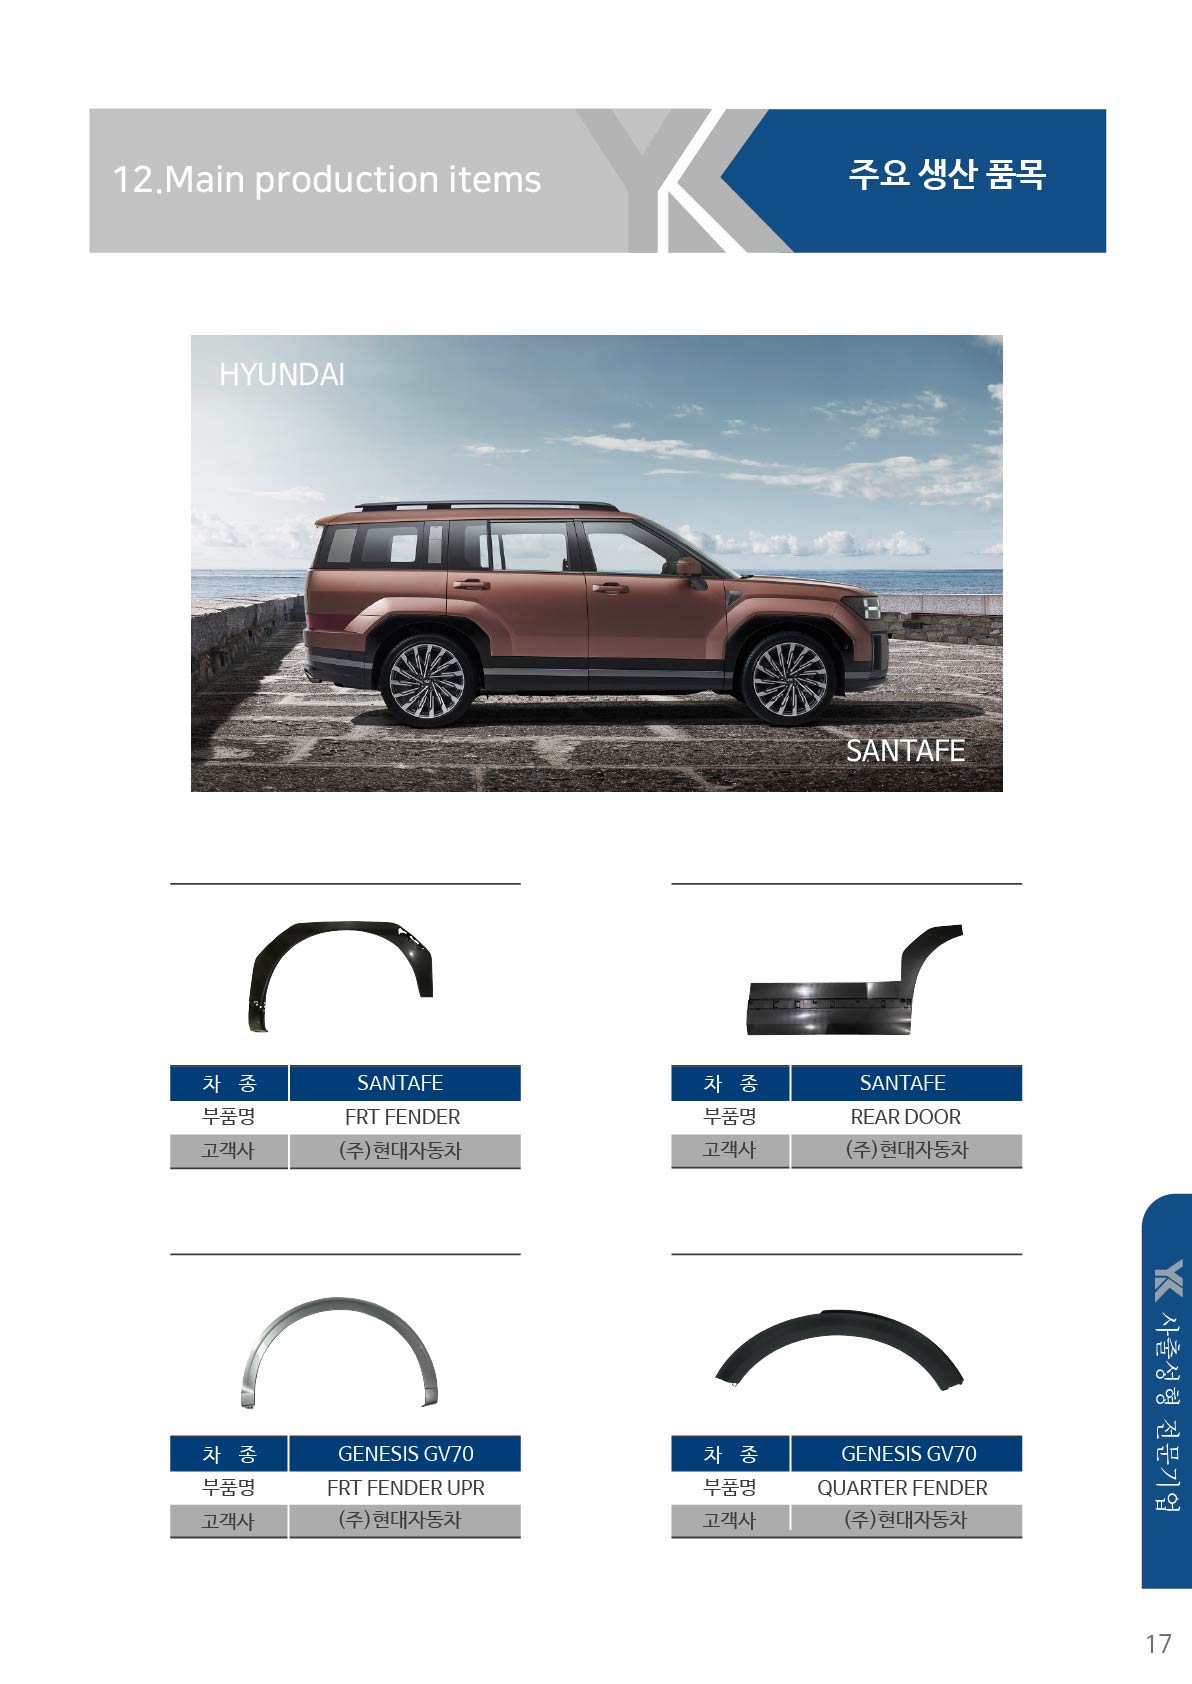 12.Main production items
주요 생산 품목
HYUNDAI
SANTAFE
차 종 SANTAFE
부품명 FRT FENDER
고객사 (주)현대자동차
차 종 SANTAFE
부품명 REAR DOOR
고객사 (주)현대자동차
차 종 GENESIS GV70
부품명 FRT FENDER UPR
고객사 (주)현대자동차
차 종 GENESIS GV70
부품명 QUARTER FENDER
고객사 (주)현대자동차
YK 사출성형 전문기업
17